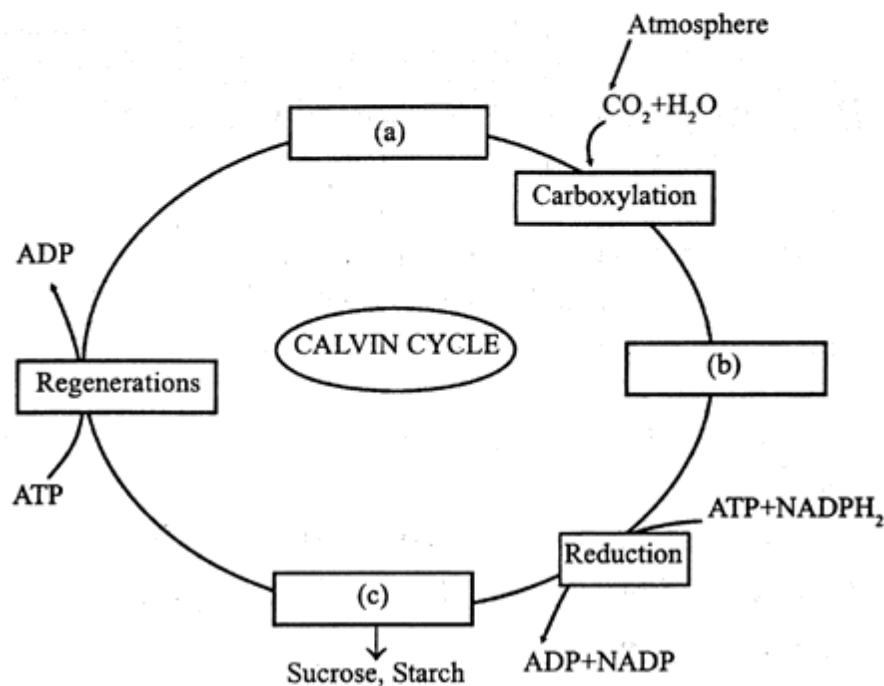 Atmosphere
CO₂+H₂O
(a)
Carboxylation
ADP
CALVIN CYCLE
(b)
Regenerations
ATP
ATP+NADPH₂
Reduction
(c)
ADP+NADP
Sucrose, Starch